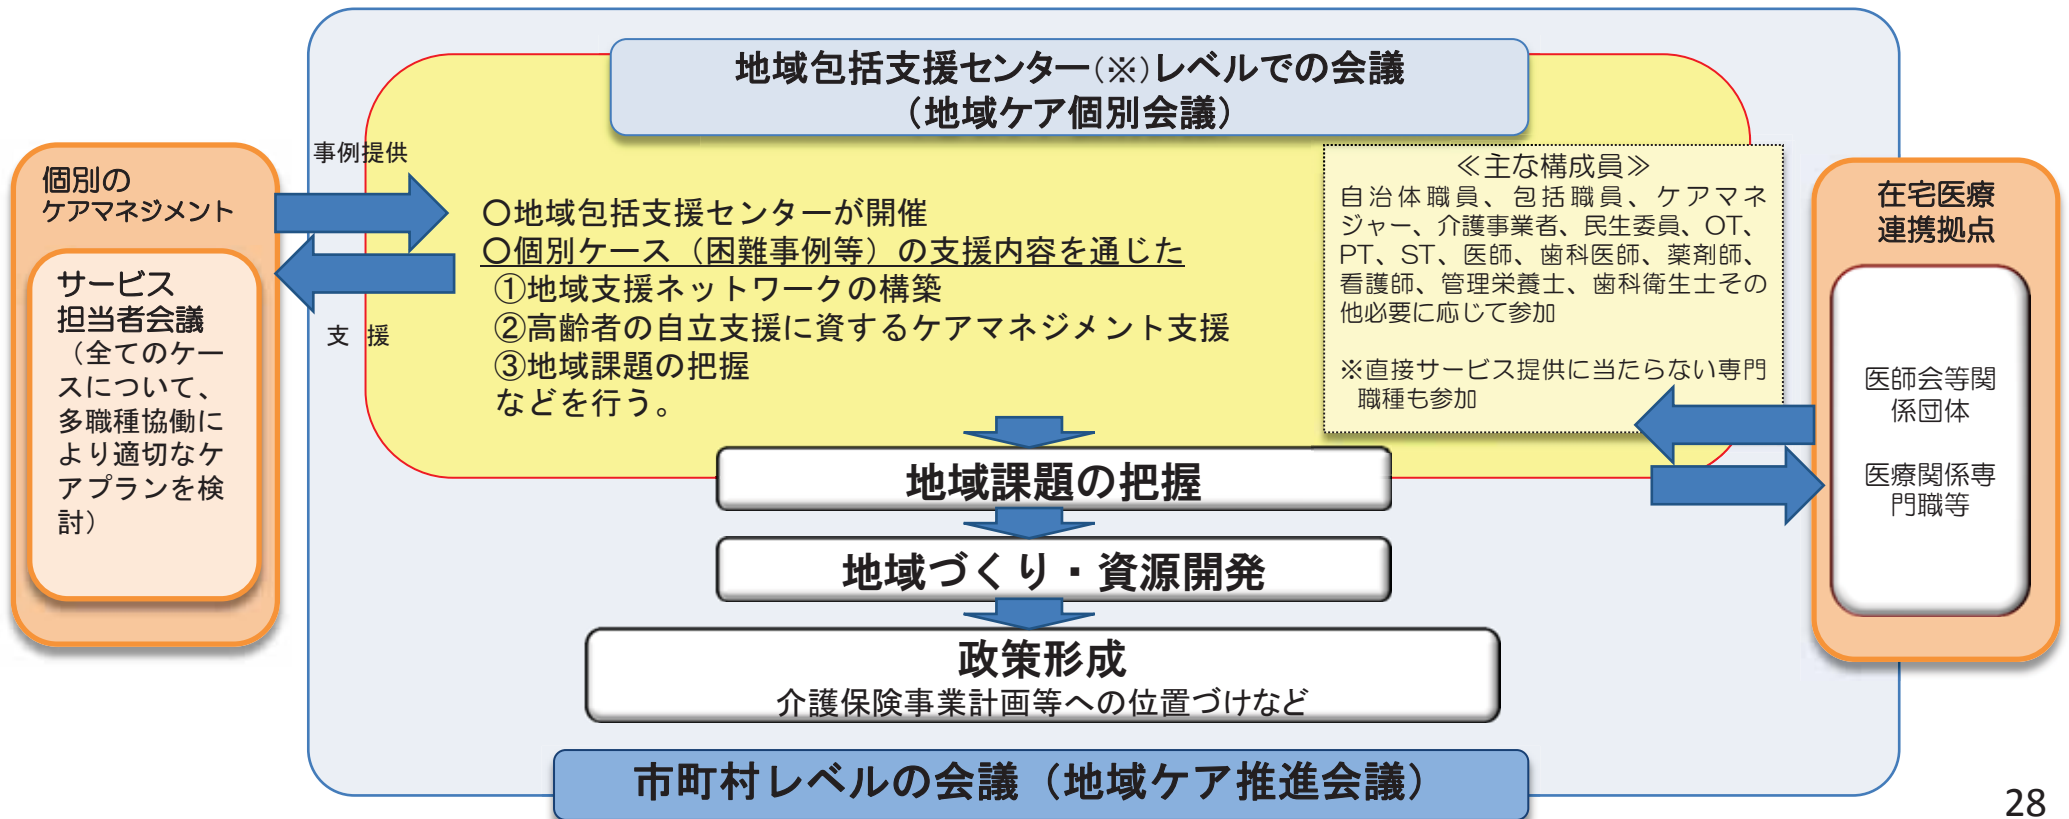 地域包括支援センター(※)レベルでの会議
（地域ケア個別会議）
事例提供
支 援
個別の
ケアマネジメント
サービス
担当者会議
（全てのケー
スについて、
多職種協働に
より適切なケ
アプランを検
討）
〇地域包括支援センターが開催
〇個別ケース（困難事例等）の支援内容を通じた
①地域支援ネットワークの構築
②高齢者の自立支援に資するケアマネジメント支援
③地域課題の把握
などを行う。
≪主な構成員≫
自治体職員、包括職員、ケアマネ
ジャー、介護事業者、民生委員、OT、
PT、ST、医師、歯科医師、薬剤師、
看護師、管理栄養士、歯科衛生士その
他必要に応じて参加
※直接サービス提供に当たらない専門
職種も参加
在宅医療
連携拠点
医師会等関
係団体
医療関係専
門職等
地域課題の把握
地域づくり・資源開発
政策形成
介護保険事業計画等への位置づけなど
市町村レベルの会議（地域ケア推進会議）
28